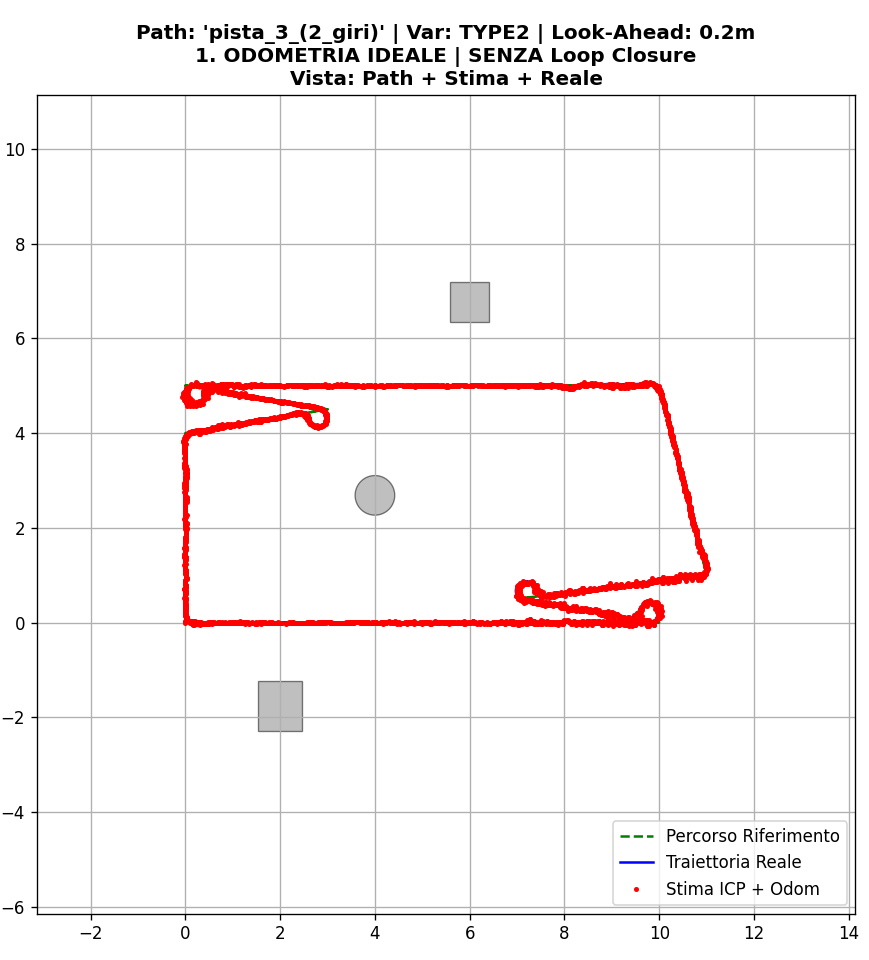 Path: 'pista_3_(2_giri)' | Var: TYPE2 | Look-Ahead: 0.2m
1. ODOMETRIA IDEALE | SENZA Loop Closure
Vista: Path + Stima + Reale
10
8
6
4
2
0
−2
−4
−6
Percorso Riferimento
Traiettoria Reale
Stima ICP + Odom
−2 0 2 4 6 8 10 12 14